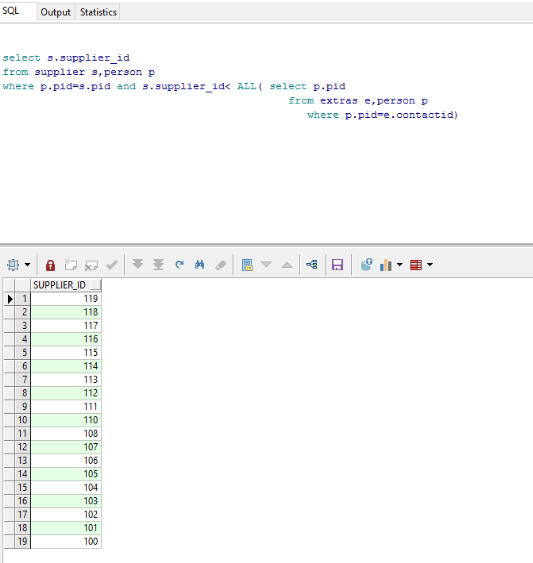 SQL Output Statistics
select s.supplier_id
from supplier s,person p
where p.pid=s.pid and s.supplier_id< ALL( select p.pid
from extras e,person p
where p.pid=e.contactid)
SUPPLIER_ID
1 119
2 118
3 117
4 116
5 115
6 114
7 113
8 112
9 111
10 110
11 108
12 107
13 106
14 105
15 104
16 103
17 102
18 101
19 100